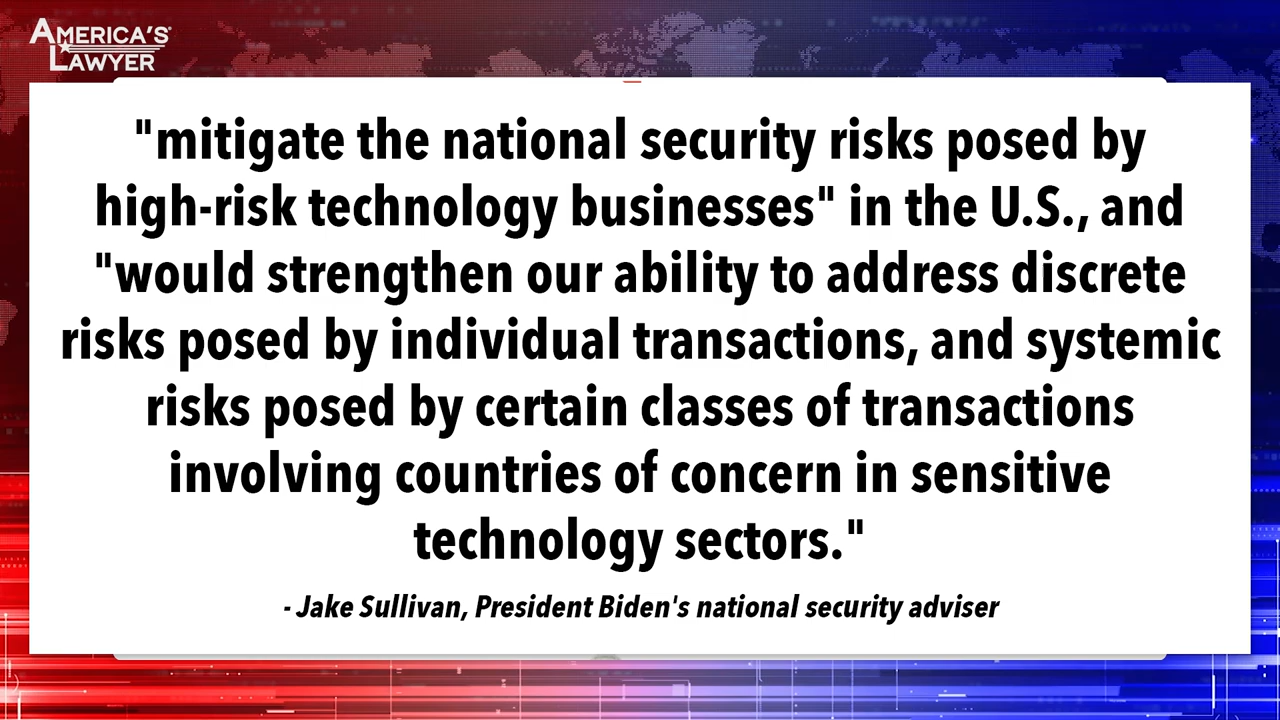 AMERICA'S
LAWYER
"mitigate the national security risks posed by
high-risk technology businesses" in the U.S., and
"would strengthen our ability to address discrete
risks posed by individual transactions, and systemic
risks posed by certain classes of transactions
involving countries of concern in sensitive
technology sectors."
- Jake Sullivan, President Biden's national security adviser